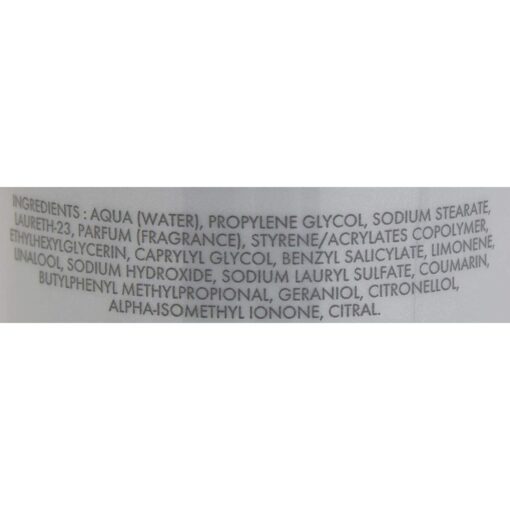 INGREDIENTS : AQUA (WATER), PROPYLENE GLYCOL, SODIUM STEARATE,
LAURETH-23, PARFUM (FRAGRANCE), STYRENE/ACRYLATES COPOLYMER,
ETHYLHEXYLGLYCERIN, CAPRYLYL GLYCOL, BENZYL SALICYLATE, LIMONENE,
LINALOOL, SODIUM HYDROXIDE, SODIUM LAURYL SULFATE, COUMARIN,
BUTYLPHENYL METHYLPROPIONAL, GERANIOL, CITRONELLOL,
ALPHA-ISOMETHYL IONONE, CITRAL.